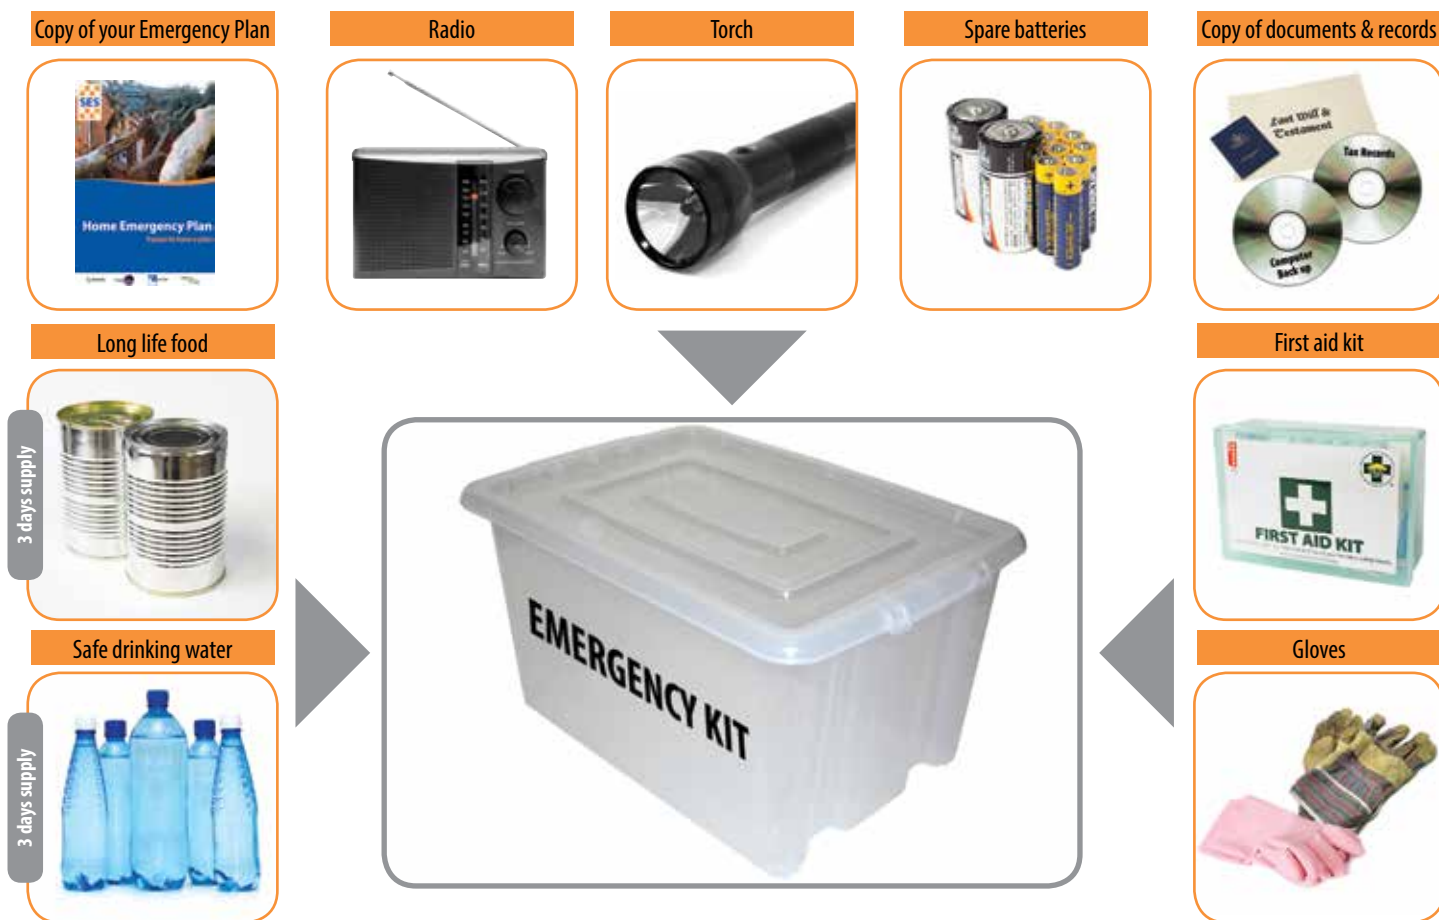 Copy of your Emergency Plan
Radio
Torch
Spare batteries
Copy of documents & records
SES
Home Emergency Plan
Last Will &
Testament
Tax Records
Computer
Back up
Long life food
3 days supply
First aid kit
FIRST AID KIT
EMERGENCY KIT
Safe drinking water
3 days supply
Gloves